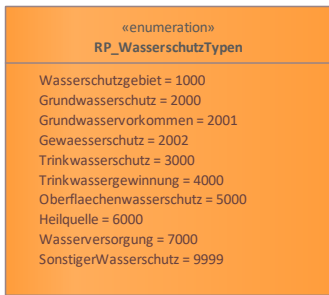 «enumeration»
RP_WasserschutzTypen
Wasserschutzgebiet = 1000
Grundwasserschutz = 2000
Grundwasservorkommen = 2001
Gewaesserschutz = 2002
Trinkwasserschutz = 3000
Trinkwassergewinnung = 4000
Oberflaechenwasserschutz = 5000
Heilquelle = 6000
Wasserversorgung = 7000
SonstigerWasserschutz = 9999